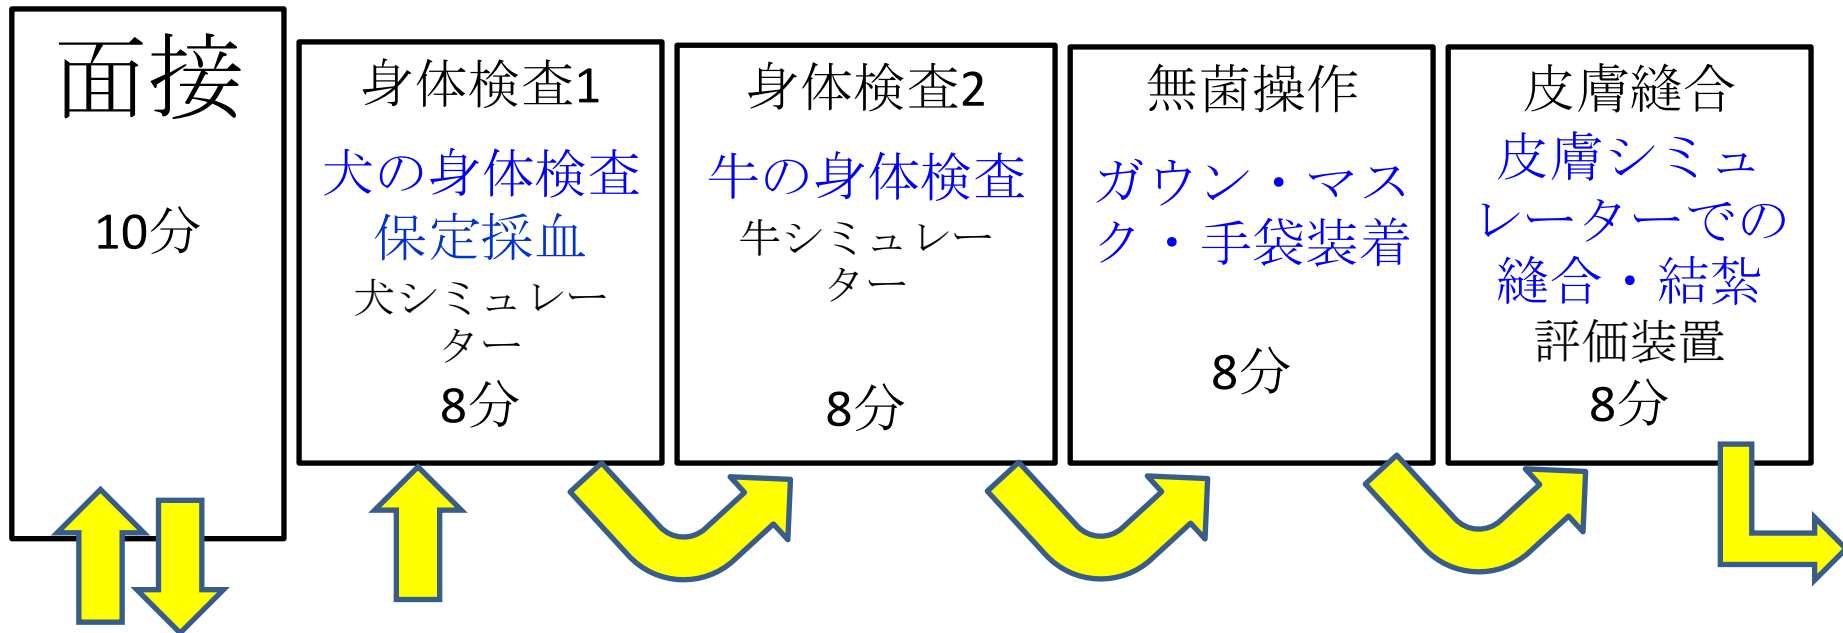 面接
10分
身体検査1
犬の身体検査
保定採血
犬シミュレー
ター
8分
身体検査2
牛の身体検査
牛シミュレー
ター
8分
無菌操作
ガウン・マス
ク・手袋装着
8分
皮膚縫合
皮膚シミュ
レーターでの
縫合・結紮
評価装置
8分